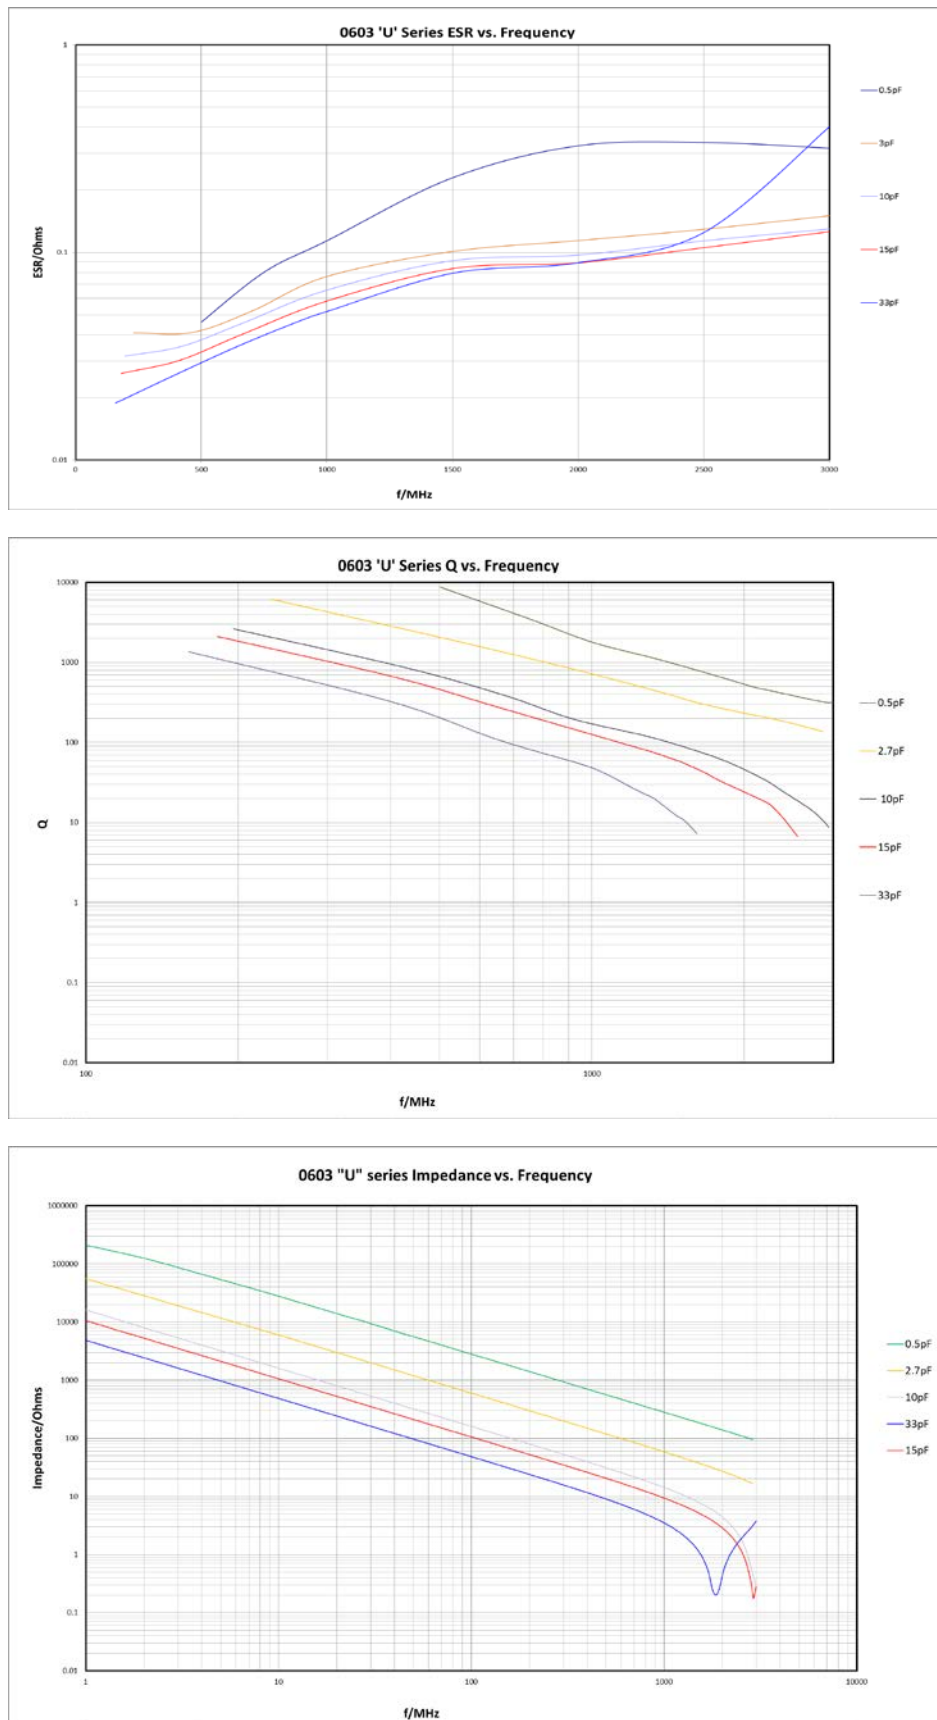 0603 'U' Series ESR vs. Frequency
1
0.1
0.01
ESR/Ohms
0 500 1000 1500 2000 2500 3000
f/MHz
0.5pF
3pF
10pF
15pF
33pF
0603 'U' Series Q vs. Frequency
10000
1000
100
10
1
0.1
0.01
Q
100 1000
f/MHz
0.5pF
2.7pF
10pF
15pF
33pF
0603 "U" series Impedance vs. Frequency
1000000
100000
10000
1000
100
10
1
0.1
0.01
Impedance/Ohms
1 10 100 1000 10000
f/MHz
0.5pF
2.7pF
10pF
33pF
15pF